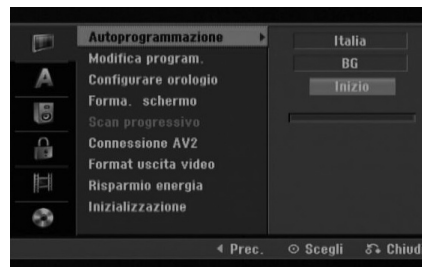 Autoprogrammazione
Modifica program.
Configurare orologio
Forma. schermo
Scan progressivo
Connessione AV2
Format uscita video
Risparmio energia
Inizializzazione
Italia
BG
Inizio
A
Prec.
Scegli
Chiud